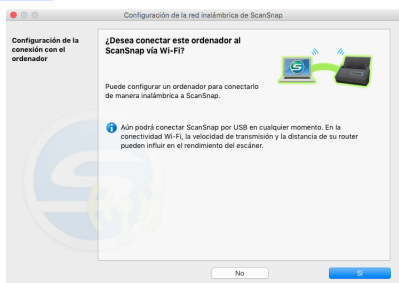 Configuración de la red inalámbrica de ScanSnap
Configuración de la
conexión con el
ordenador
¿Desea conectar este ordenador al
ScanSnap vía Wi-Fi?
Puede configurar un ordenador para conectarlo
de manera inalámbrica a ScanSnap.
Aún podrá conectar ScanSnap por USB en cualquier momento. En la
conectividad Wi-Fi, la velocidad de transmisión y la distancia de su router
pueden influir en el rendimiento del escáner.
No
Sí